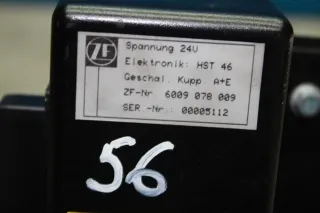 ZF
Spannung 24V
Elektronik: HST 46
Geschal. Kupp. A+E
ZF-Nr 6009 078 009
SER -Nr.: 00005112
56